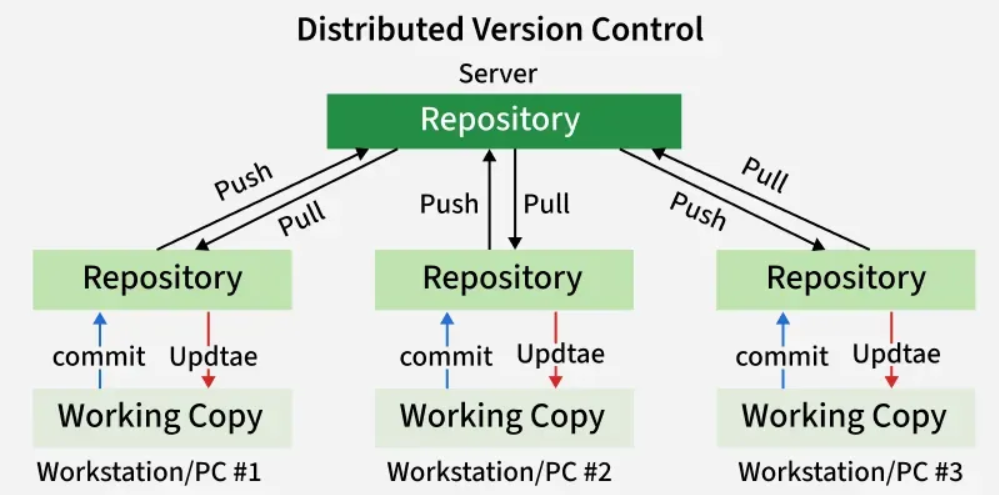 Distributed Version Control
Server
Repository
Push
Pull
Push
Pull
Push
Pull
Repository
Repository
Repository
commit
Updtae
commit
Updtae
commit
Updtae
Working Copy
Working Copy
Working Copy
Workstation/PC #1
Workstation/PC #2
Workstation/PC #3